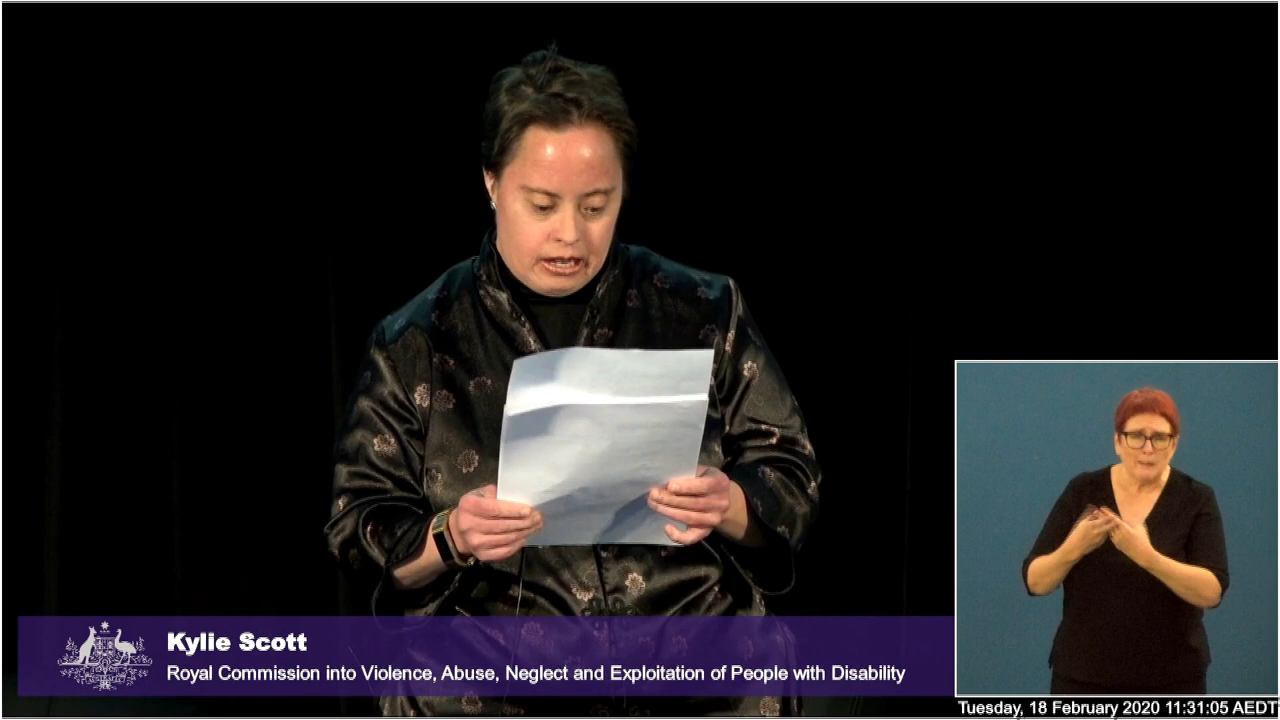 Kylie Scott
Royal Commission into Violence, Abuse, Neglect and Exploitation of People with Disability
Tuesday, 18 February 2020 11:31:05 AEDT